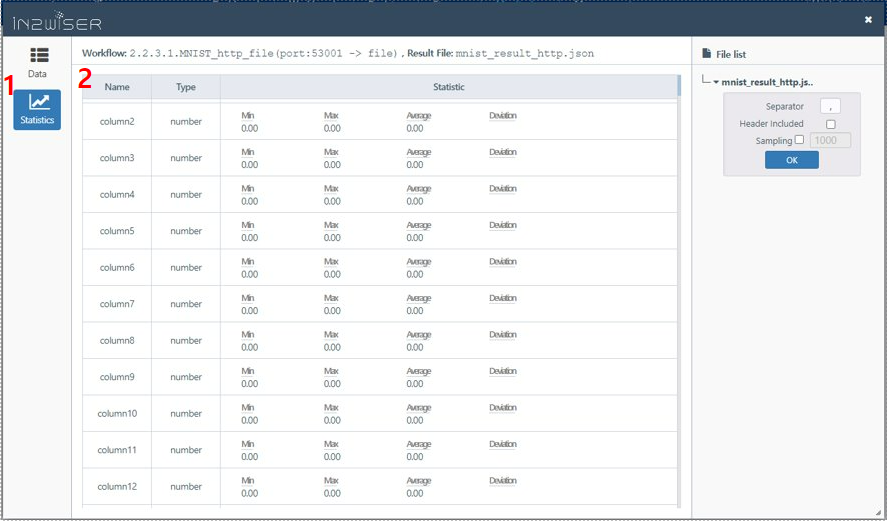 IN2WISER
×
1
Data
Statistics
2
Workflow: 2.2.3.1.MNIST_http_file(port:53001 -> file) , Result File: mnist_result_http.json
Name Type Statistic
Min Max Average Deviation
column2 number
0.00 0.00 0.00
Min Max Average Deviation
column3 number
0.00 0.00 0.00
Min Max Average Deviation
column4 number
0.00 0.00 0.00
Min Max Average Deviation
column5 number
0.00 0.00 0.00
Min Max Average Deviation
column6 number
0.00 0.00 0.00
Min Max Average Deviation
column7 number
0.00 0.00 0.00
Min Max Average Deviation
column8 number
0.00 0.00 0.00
Min Max Average Deviation
column9 number
0.00 0.00 0.00
Min Max Average Deviation
column10 number
0.00 0.00 0.00
Min Max Average Deviation
column11 number
0.00 0.00 0.00
Min Max Average Deviation
column12 number
0.00 0.00 0.00
File list
mnist_result_http.js..
Separator ,
Header Included
Sampling 1000
OK